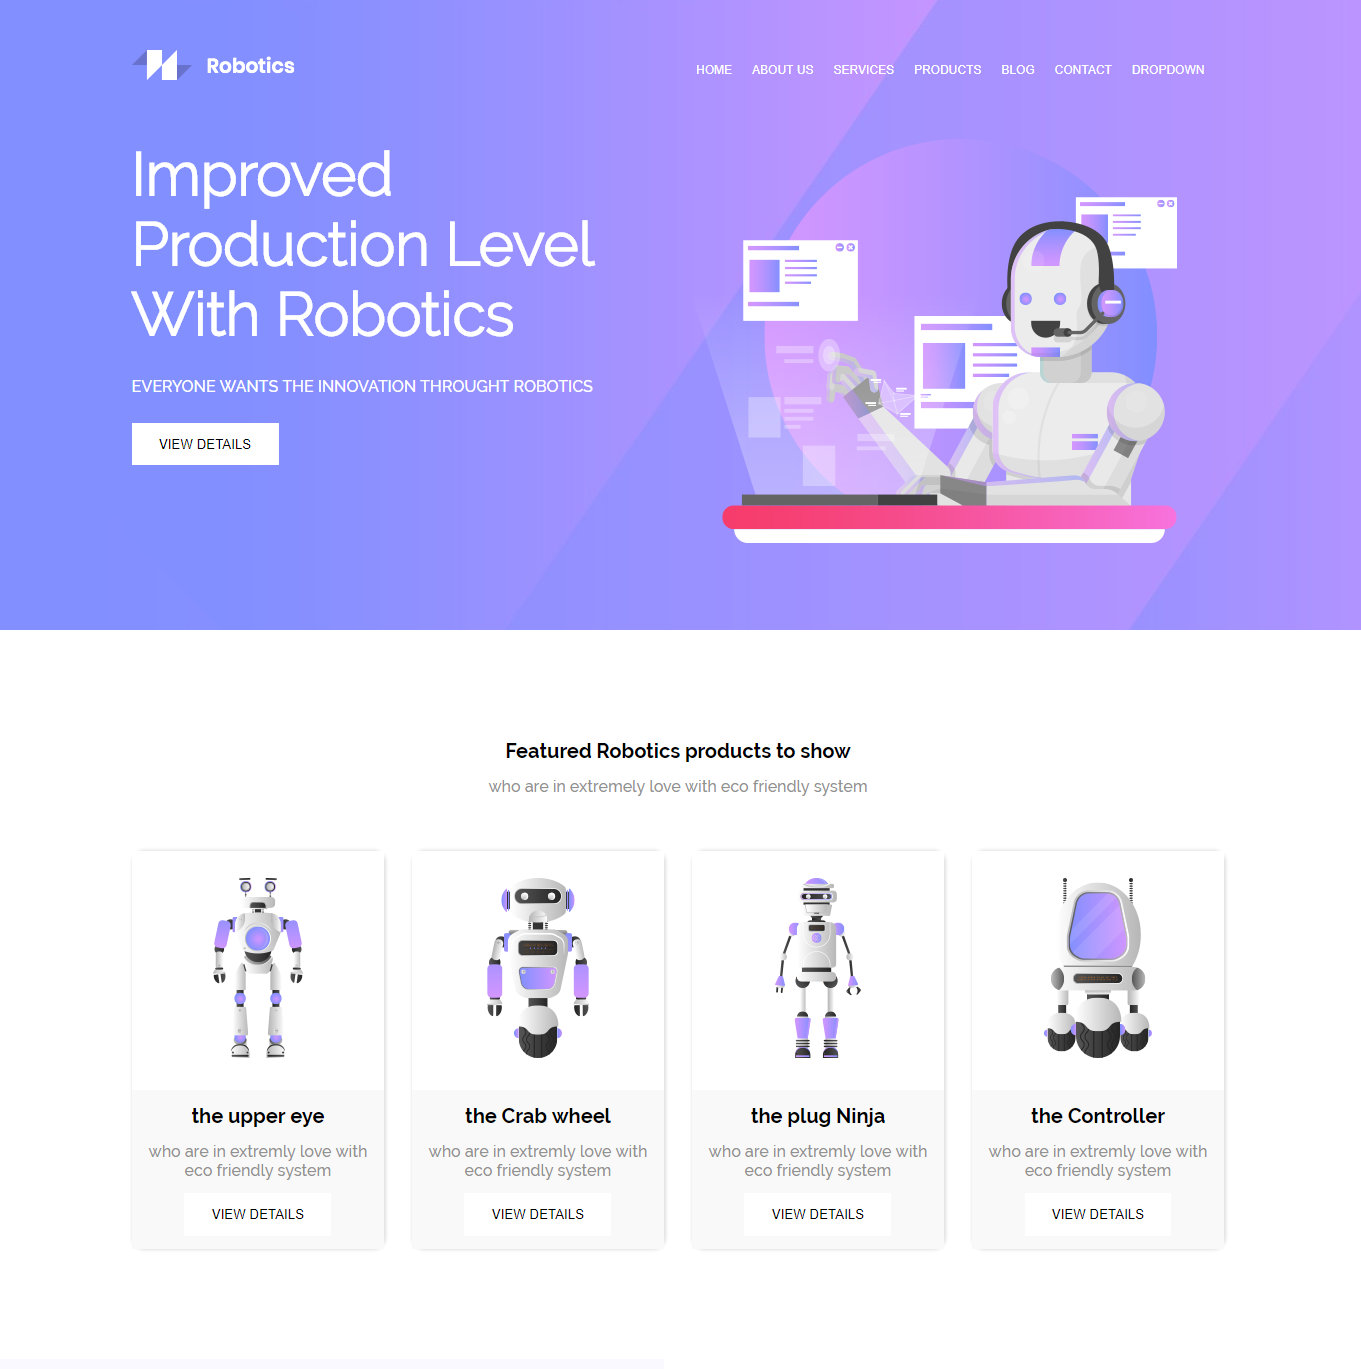 Robotics
HOME ABOUT US SERVICES PRODUCTS BLOG CONTACT DROPDOWN
Improved
Production Level
With Robotics
EVERYONE WANTS THE INNOVATION THROUGHT ROBOTICS
VIEW DETAILS
Featured Robotics products to show
who are in extremely love with eco friendly system
the upper eye
who are in extremly love with
eco friendly system
VIEW DETAILS
the Crab wheel
who are in extremly love with
eco friendly system
VIEW DETAILS
the plug Ninja
who are in extremly love with
eco friendly system
VIEW DETAILS
the Controller
who are in extremly love with
eco friendly system
VIEW DETAILS